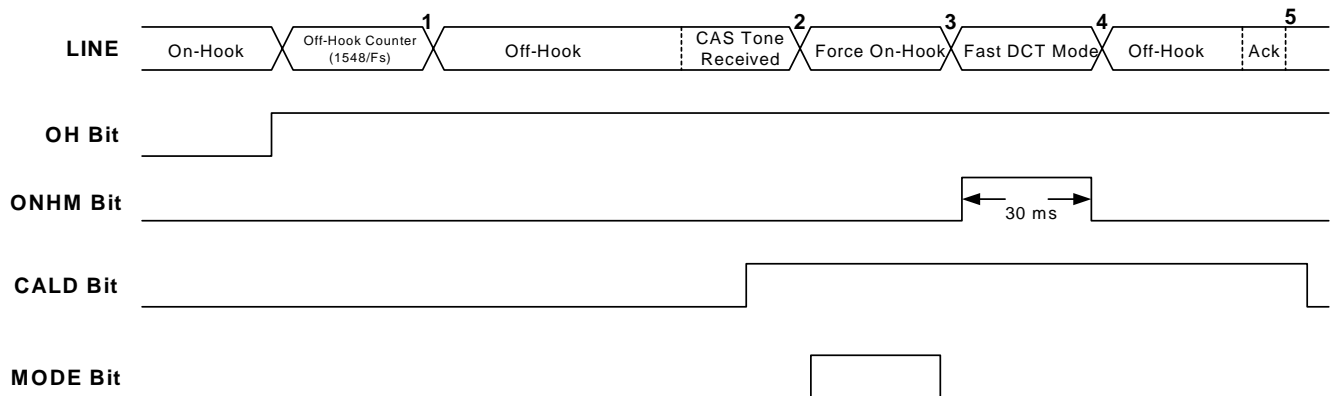 1 2 3 4 5
LINE On-Hook Off-Hook Counter (1548/Fs) Off-Hook CAS Tone Received Force On-Hook Fast DCT Mode Off-Hook Ack
OH Bit
ONHM Bit 30 ms
CALD Bit
MODE Bit